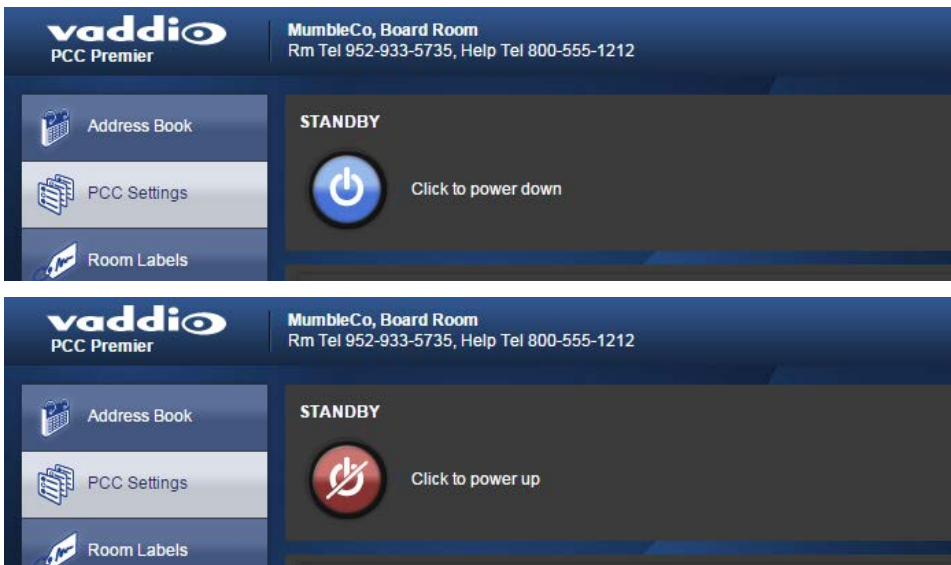 vaddio
PCC Premier
MumbleCo, Board Room
Rm Tel 952-933-5735, Help Tel 800-555-1212
Address Book
PCC Settings
Room Labels
STANDBY
Click to power down
vaddio
PCC Premier
MumbleCo, Board Room
Rm Tel 952-933-5735, Help Tel 800-555-1212
Address Book
PCC Settings
Room Labels
STANDBY
Click to power up